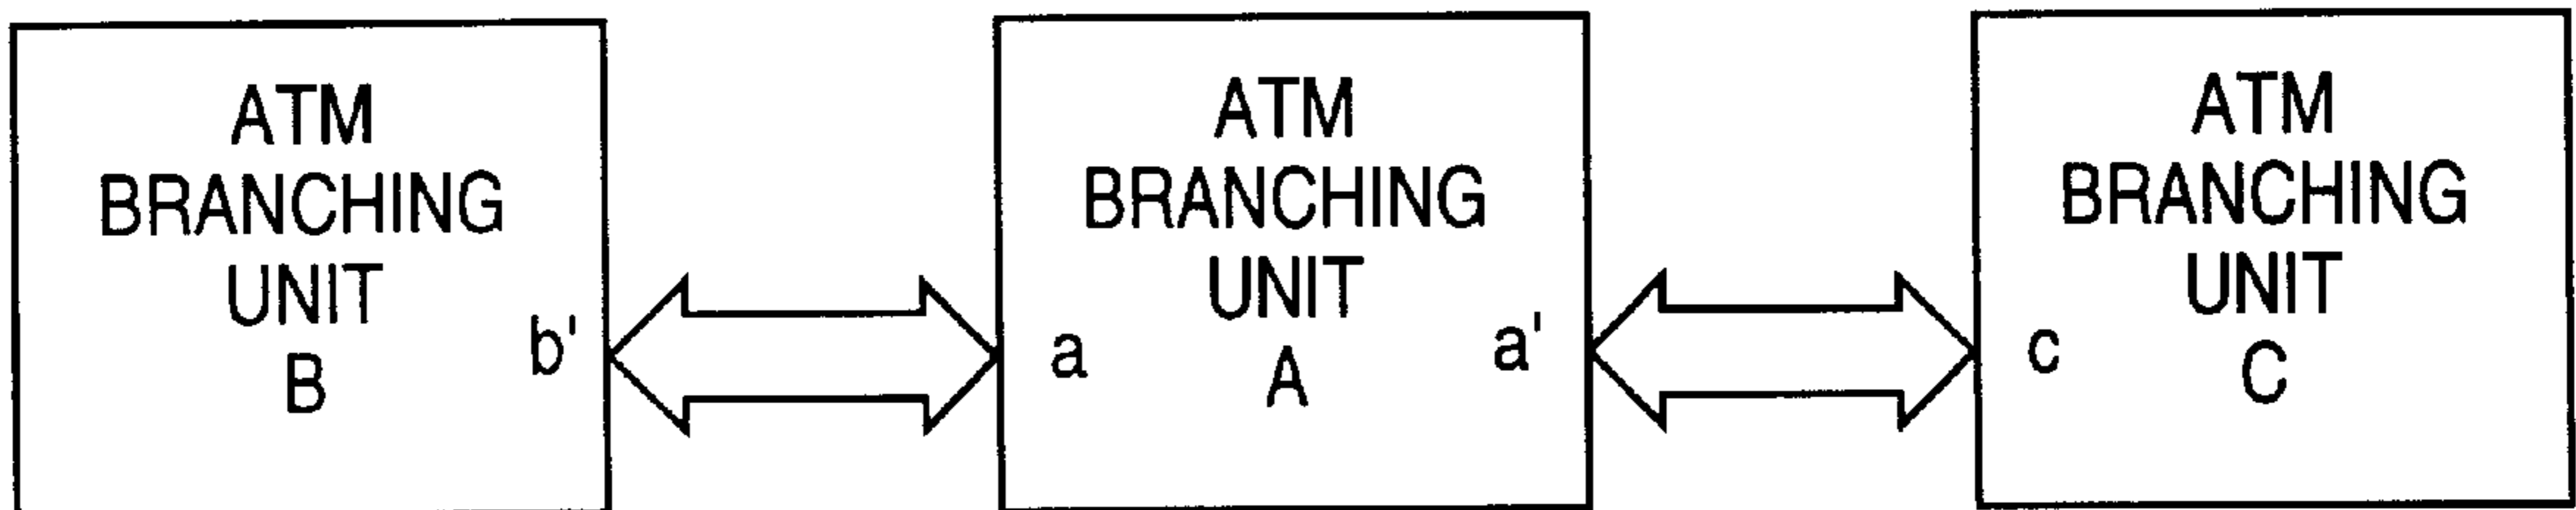 ATM
BRANCHING
UNIT
B
b'
ATM
BRANCHING
UNIT
A
a
a'
ATM
BRANCHING
UNIT
C
c